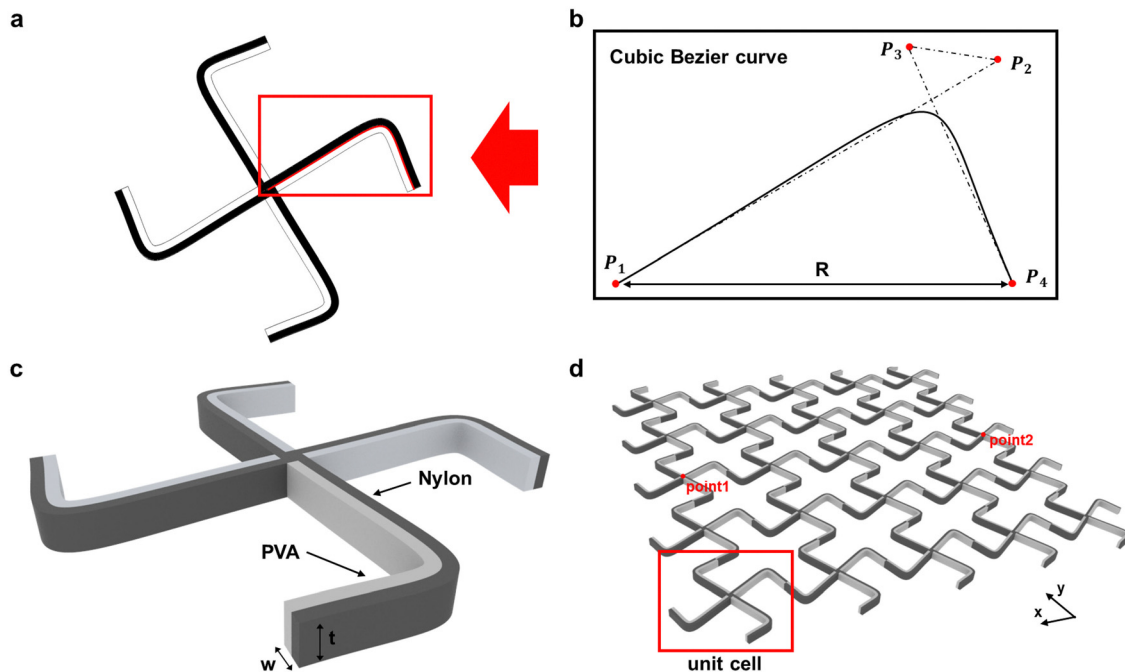 a
b
Cubic Bezier curve
P3
P2
P1
R
P4
c
d
Nylon
PVA
t
w
point2
point1
y
x
unit cell